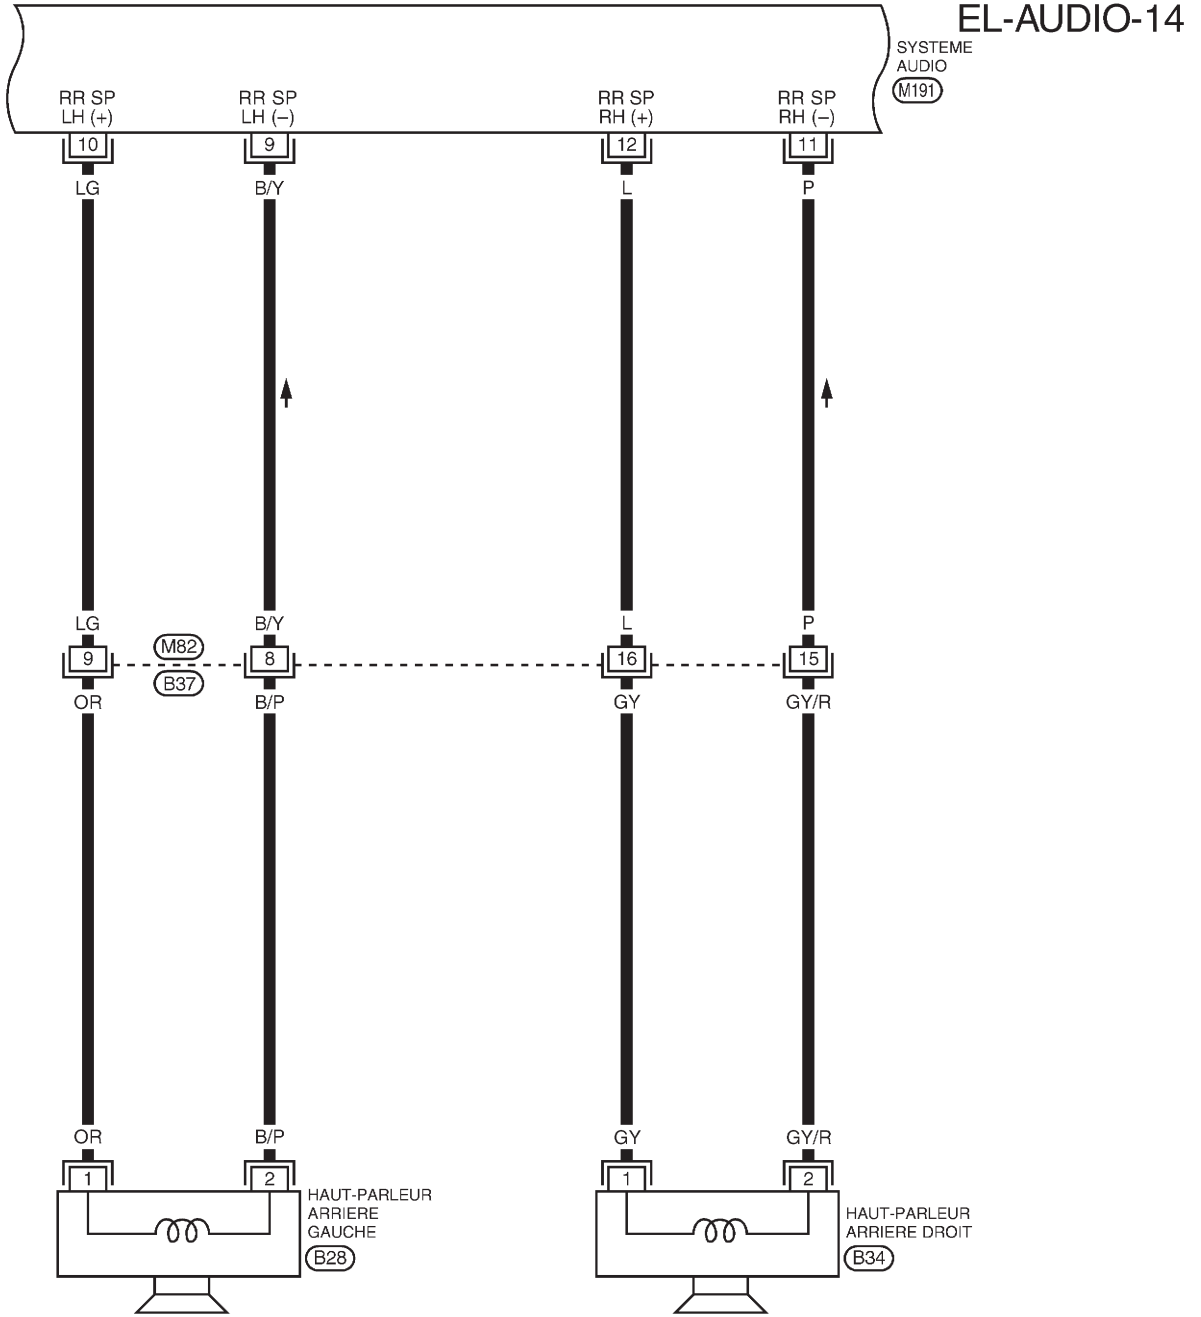 EL-AUDIO-14
SYSTEME
AUDIO
M191
RR SP
LH (+)
RR SP
LH (–)
RR SP
RH (+)
RR SP
RH (–)
10
9
12
11
LG
B/Y
L
P
LG
B/Y
L
P
M82
9
8
16
15
B37
OR
B/P
GY
GY/R
OR
B/P
GY
GY/R
1
2
1
2
HAUT-PARLEUR
ARRIERE
GAUCHE
B28
HAUT-PARLEUR
ARRIERE DROIT
B34